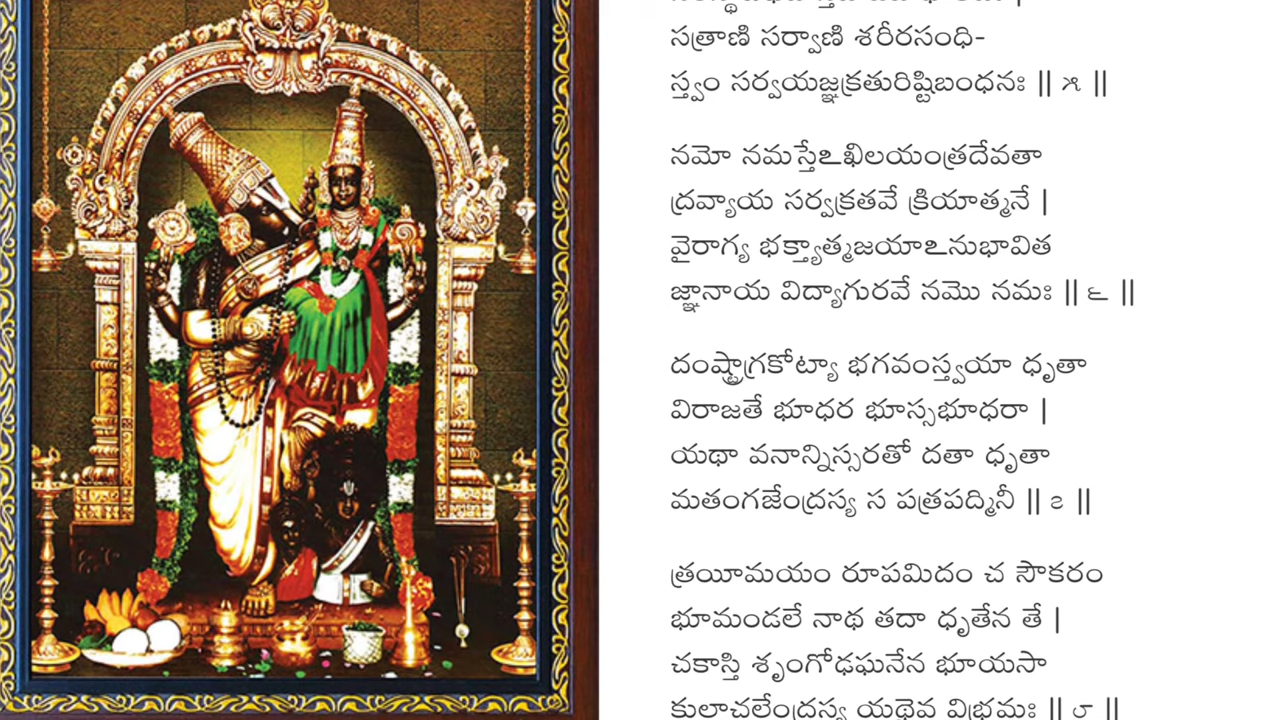 సత్రాణి సర్వాణి శరీరసంధి-
స్త్వం సర్వయజ్ఞక్రతురిష్టిబంధనః || ౫ ||
నమో నమస్తేఽఖిలయంత్రదేవతా
ద్రవ్యాయ సర్వక్రతవే క్రియాత్మనే |
వైరాగ్య భక్త్యాత్మజయాఽనుభావిత
జ్ఞానాయ విద్యాగురవే నమొ నమః || ౬ ||
దంష్ట్రాగ్రకోట్యా భగవంస్త్వయా ధృతా
విరాజతే భూధర భూస్సభూధరా |
యథా వనాన్నిస్సరతో దతా ధృతా
మతంగజేంద్రస్య స పత్రపద్మినీ || ౭ ||
త్రయీమయం రూపమిదం చ సౌకరం
భూమండలే నాథ తదా ధృతేన తే |
చకాస్తి శృంగోఢఘనేన భూయసా
కులాచలేంద్రస్య యథైవ విభ్రమః || ౮ ||